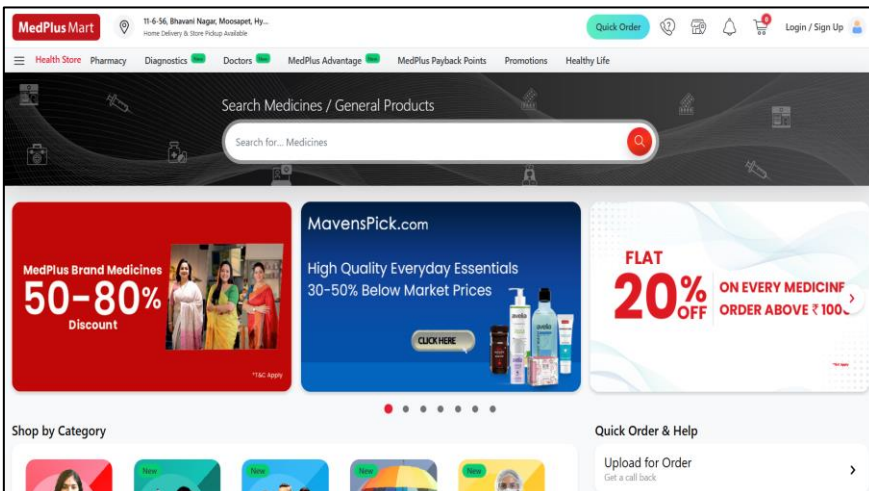 MedPlus Mart
11-6-56, Bhavani Nagar, Moosapet, Hy...
Home Delivery & Store Pickup Available
Quick Order
0
Login / Sign Up
Health Store Pharmacy Diagnostics New Doctors New MedPlus Advantage New MedPlus Payback Points Promotions Healthy Life
Search Medicines / General Products
Search for... Medicines
MedPlus Brand Medicines
50-80%
Discount
*T&C Apply
MavensPick.com
High Quality Everyday Essentials
30-50% Below Market Prices
CLICK HERE
avelia
avelia
FLAT
20% OFF
ON EVERY MEDICINE
ORDER ABOVE ₹
*T&C Apply
Shop by Category
New
New
New
New
Quick Order & Help
Upload for Order
Get a call back